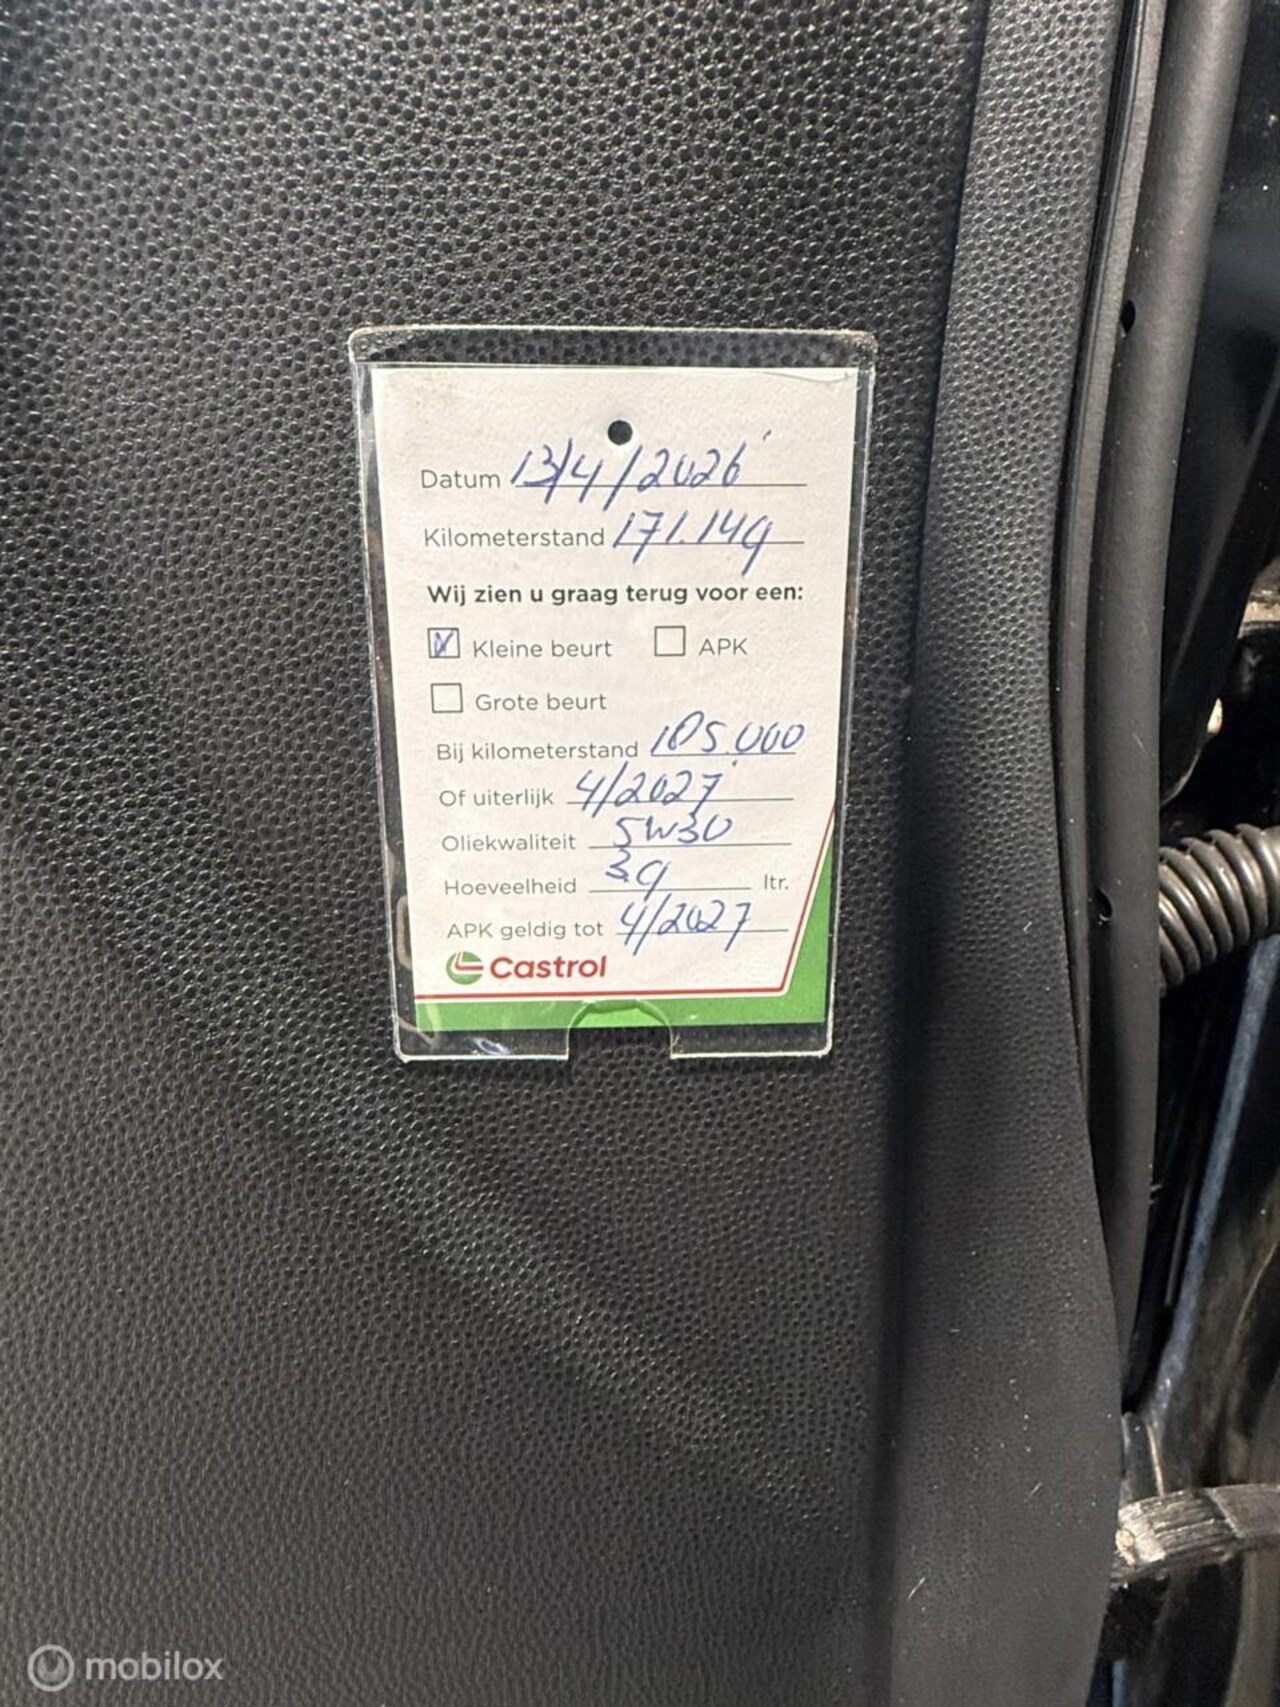 Datum 13/4/2026
Kilometerstand 171.149
Wij zien u graag terug voor een:
Kleine beurt APK
Grote beurt
Bij kilometerstand 185.000
Of uiterlijk 4/2027
Oliekwaliteit 5W30
Hoeveelheid 3.9 ltr.
APK geldig tot 4/2027
Castrol
mobilox